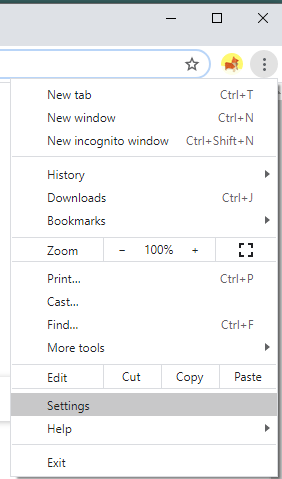 New tab Ctrl+T
New window Ctrl+N
New incognito window Ctrl+Shift+N
History
Downloads Ctrl+J
Bookmarks
Zoom - 100% +
Print... Ctrl+P
Cast...
Find... Ctrl+F
More tools
Edit Cut Copy Paste
Settings
Help
Exit